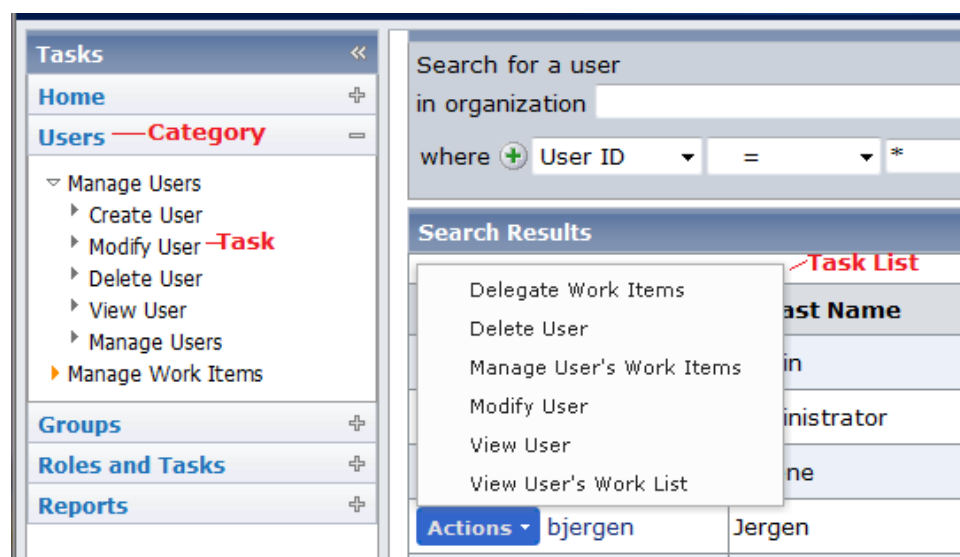 Tasks «
Home
Users Category
Manage Users
Create User
Modify User Task
Delete User
View User
Manage Users
Manage Work Items
Groups
Roles and Tasks
Reports
Search for a user
in organization
where User ID = *
Search Results
Task List
Delegate Work Items
Delete User
Manage User's Work Items
Modify User
View User
View User's Work List
ast Name
in
inistrator
ne
Actions bjergen Jergen